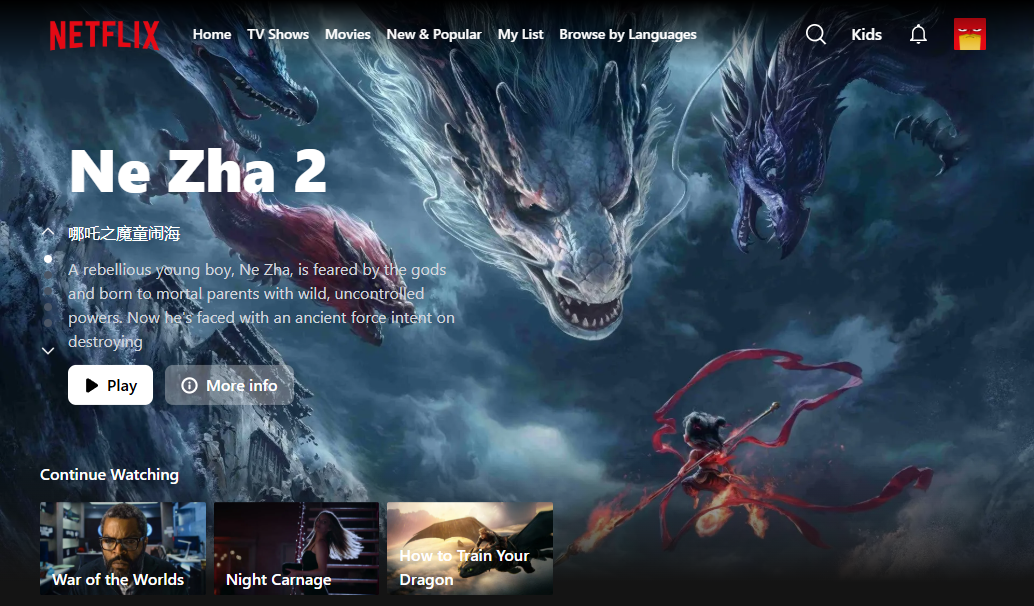 NETFLIX
Home TV Shows Movies New & Popular My List Browse by Languages
Kids
Ne Zha 2
哪吒之魔童闹海
A rebellious young boy, Ne Zha, is feared by the gods
and born to mortal parents with wild, uncontrolled
powers. Now he's faced with an ancient force intent on
destroying
Play More info
Continue Watching
War of the Worlds
Night Carnage
How to Train Your
Dragon